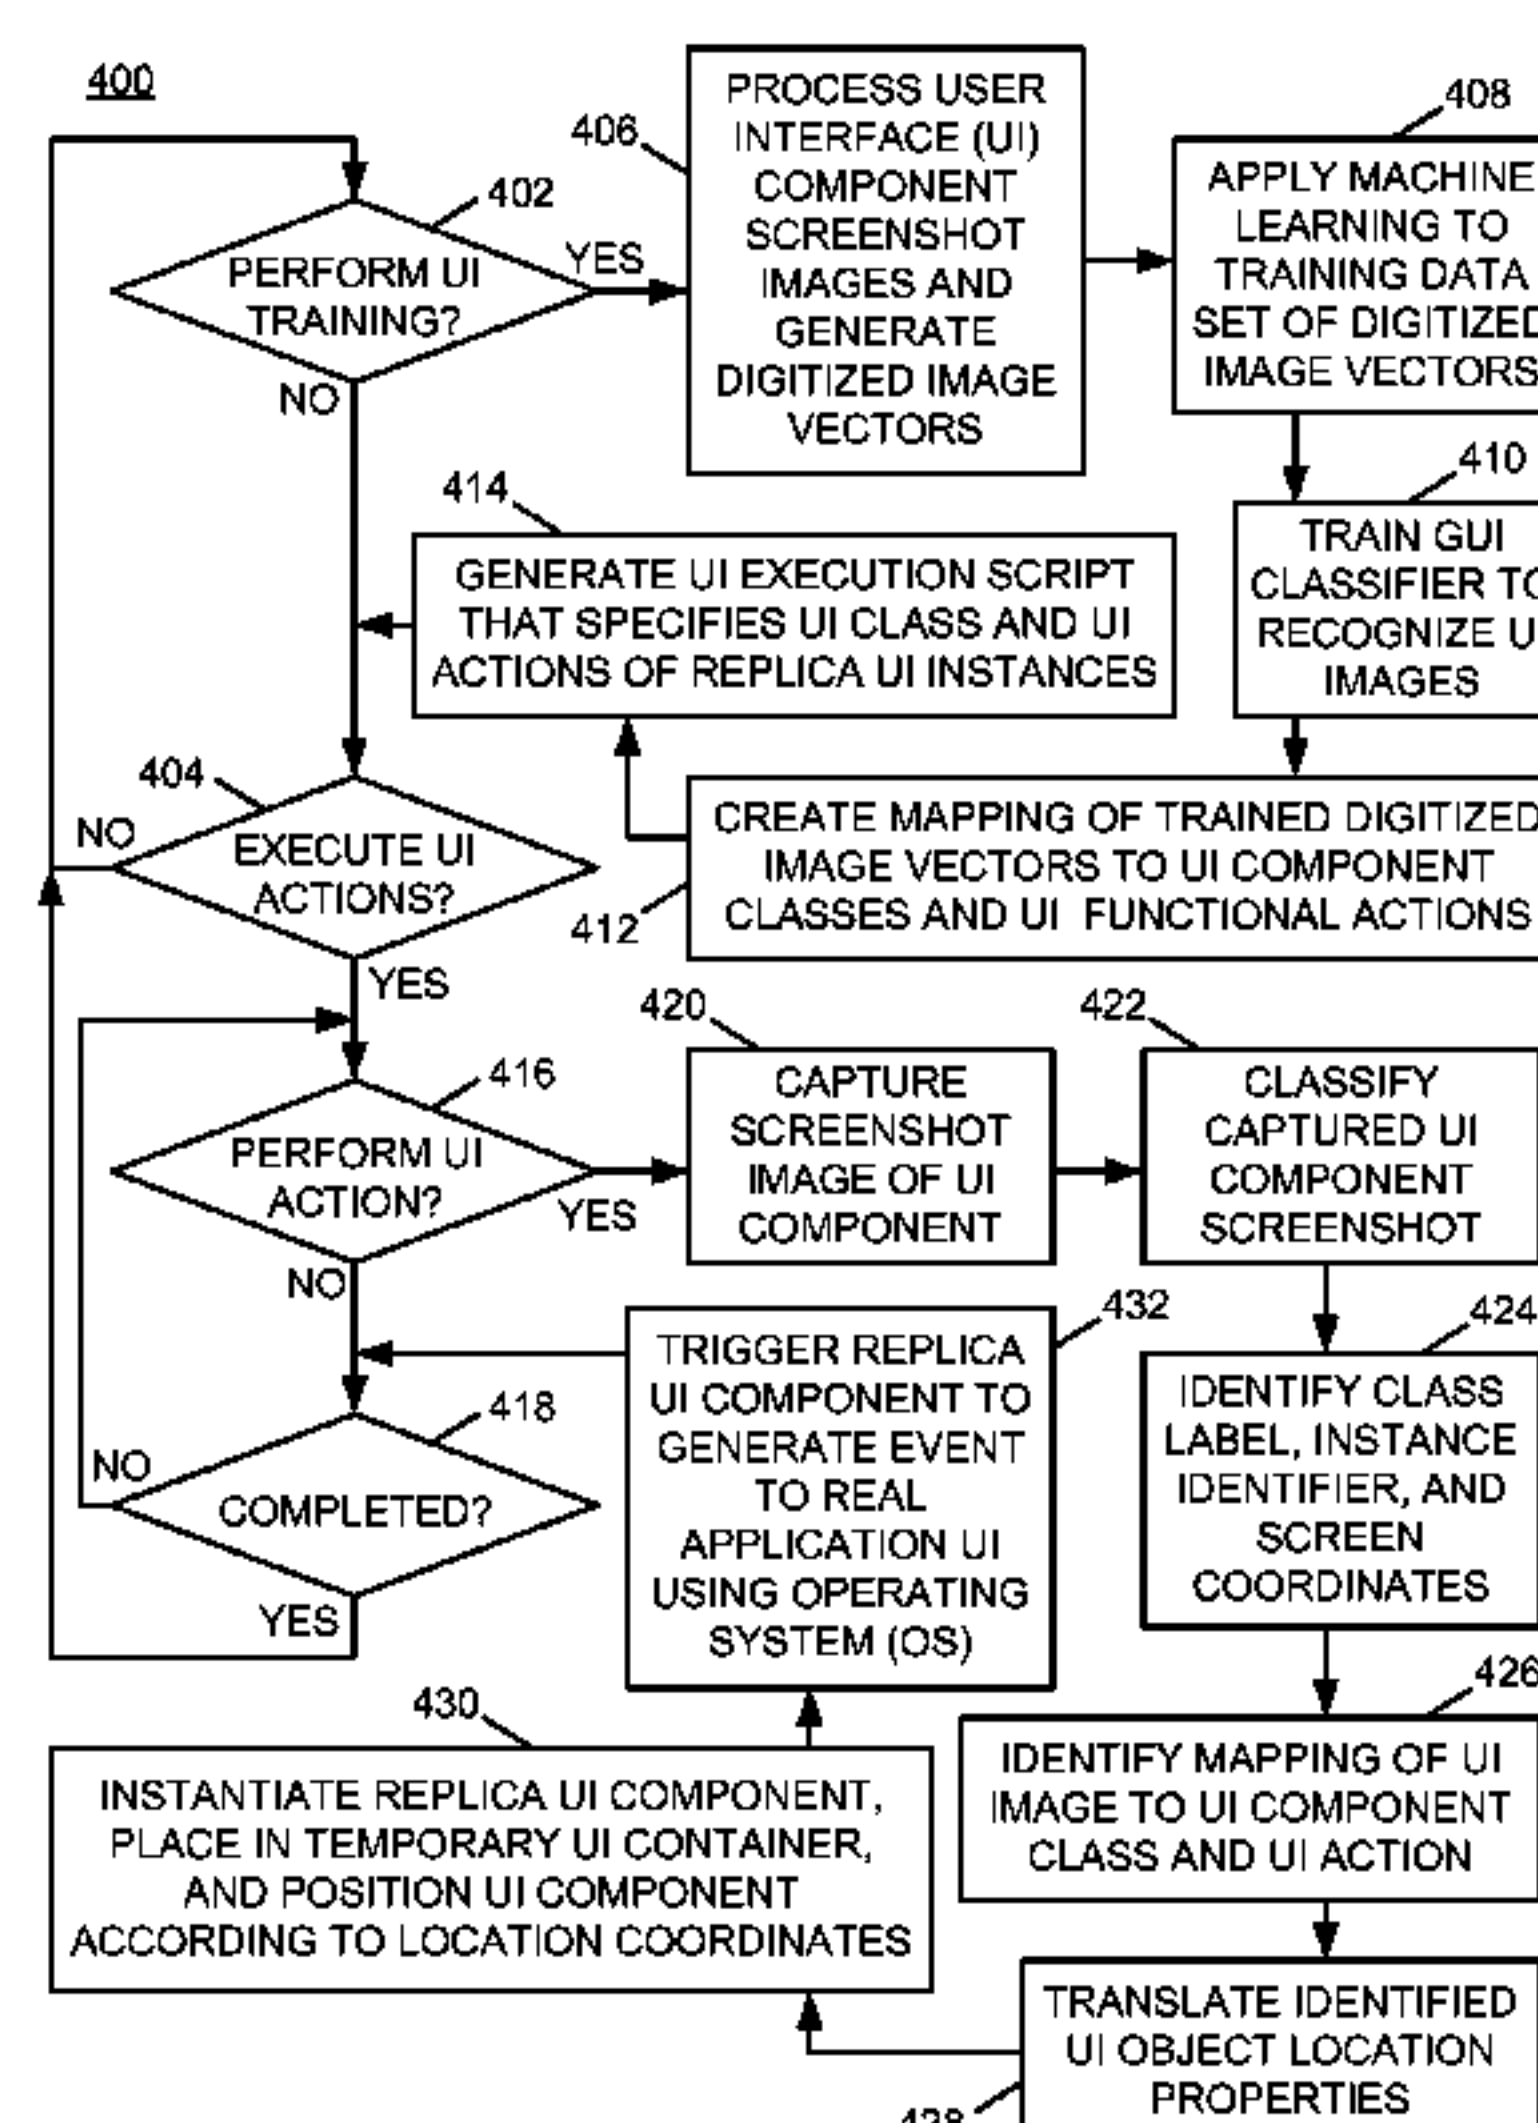 400
402
PERFORM UI
TRAINING?
YES
NO
406
PROCESS USER
INTERFACE (UI)
COMPONENT
SCREENSHOT
IMAGES AND
GENERATE
DIGITIZED IMAGE
VECTORS
408
APPLY MACHINE
LEARNING TO
TRAINING DATA
SET OF DIGITIZED
IMAGE VECTORS
410
TRAIN GUI
CLASSIFIER TO
RECOGNIZE UI
IMAGES
414
GENERATE UI EXECUTION SCRIPT
THAT SPECIFIES UI CLASS AND UI
ACTIONS OF REPLICA UI INSTANCES
412
CREATE MAPPING OF TRAINED DIGITIZED
IMAGE VECTORS TO UI COMPONENT
CLASSES AND UI FUNCTIONAL ACTIONS
404
NO
EXECUTE UI
ACTIONS?
YES
416
PERFORM UI
ACTION?
YES
NO
420
CAPTURE
SCREENSHOT
IMAGE OF UI
COMPONENT
422
CLASSIFY
CAPTURED UI
COMPONENT
SCREENSHOT
424
IDENTIFY CLASS
LABEL, INSTANCE
IDENTIFIER, AND
SCREEN
COORDINATES
432
TRIGGER REPLICA
UI COMPONENT TO
GENERATE EVENT
TO REAL
APPLICATION UI
USING OPERATING
SYSTEM (OS)
418
NO
COMPLETED?
YES
426
IDENTIFY MAPPING OF UI
IMAGE TO UI COMPONENT
CLASS AND UI ACTION
430
INSTANTIATE REPLICA UI COMPONENT,
PLACE IN TEMPORARY UI CONTAINER,
AND POSITION UI COMPONENT
ACCORDING TO LOCATION COORDINATES
TRANSLATE IDENTIFIED
UI OBJECT LOCATION
PROPERTIES